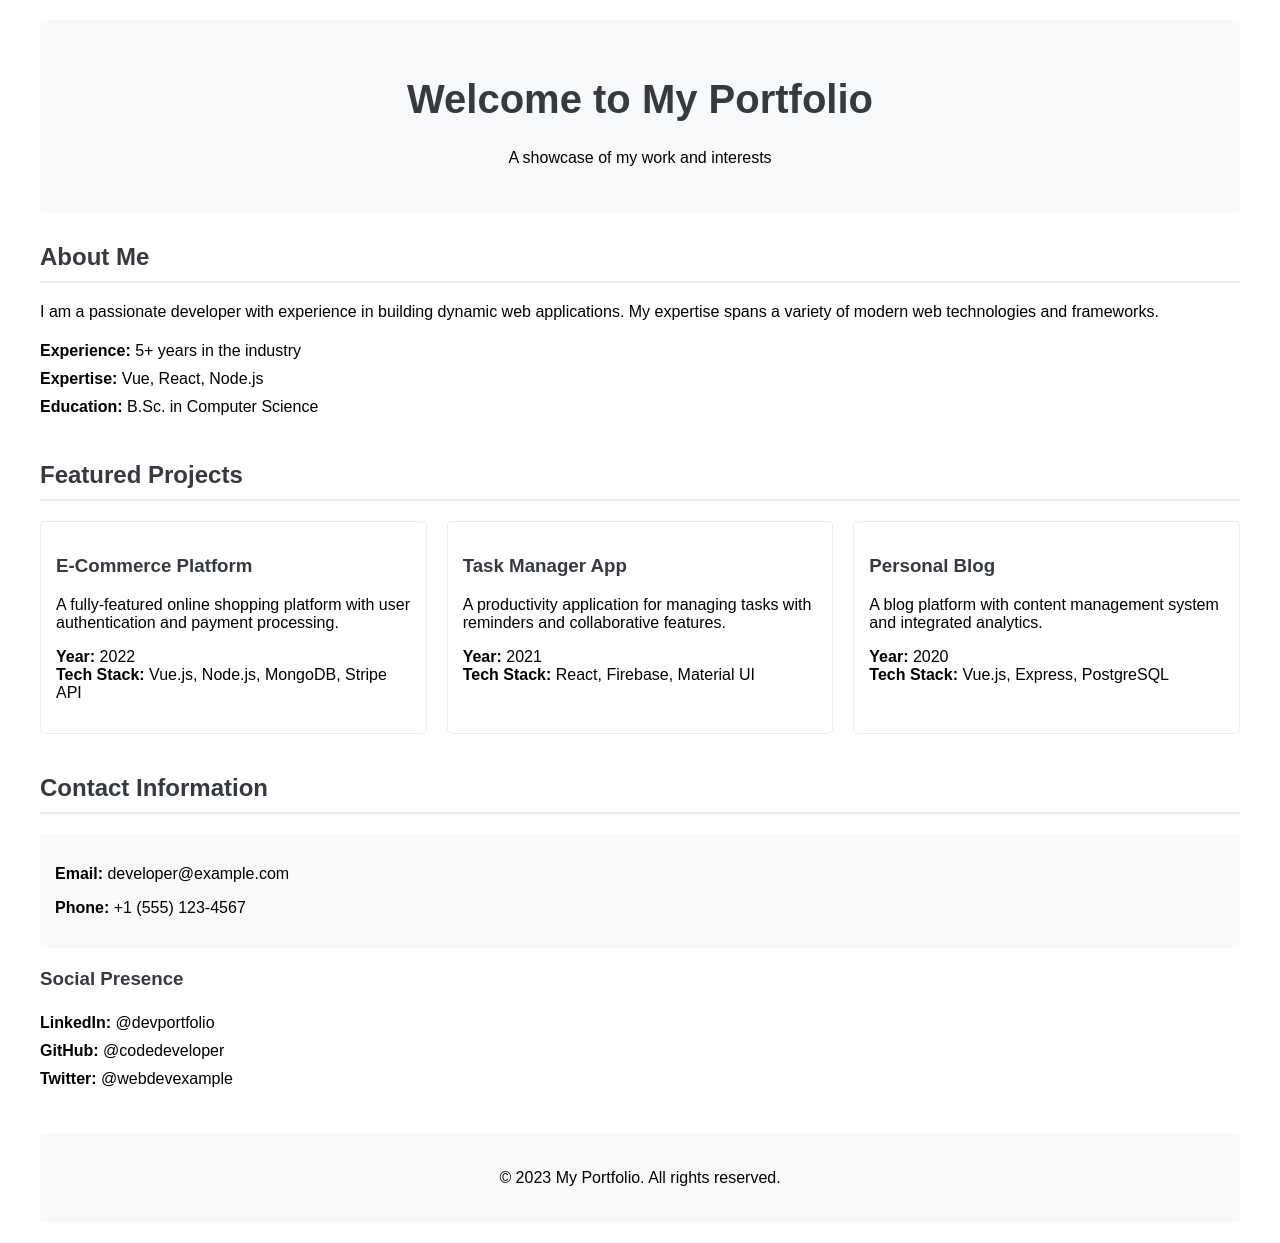 Welcome to My Portfolio
A showcase of my work and interests
About Me
I am a passionate developer with experience in building dynamic web applications. My expertise spans a variety of modern web technologies and frameworks.
Experience: 5+ years in the industry
Expertise: Vue, React, Node.js
Education: B.Sc. in Computer Science
Featured Projects
E-Commerce Platform
A fully-featured online shopping platform with user
authentication and payment processing.
Year: 2022
Tech Stack: Vue.js, Node.js, MongoDB, Stripe
API
Task Manager App
A productivity application for managing tasks with
reminders and collaborative features.
Year: 2021
Tech Stack: React, Firebase, Material UI
Personal Blog
A blog platform with content management system
and integrated analytics.
Year: 2020
Tech Stack: Vue.js, Express, PostgreSQL
Contact Information
Email: developer@example.com
Phone: +1 (555) 123-4567
Social Presence
LinkedIn: @devportfolio
GitHub: @codedeveloper
Twitter: @webdevexample
© 2023 My Portfolio. All rights reserved.